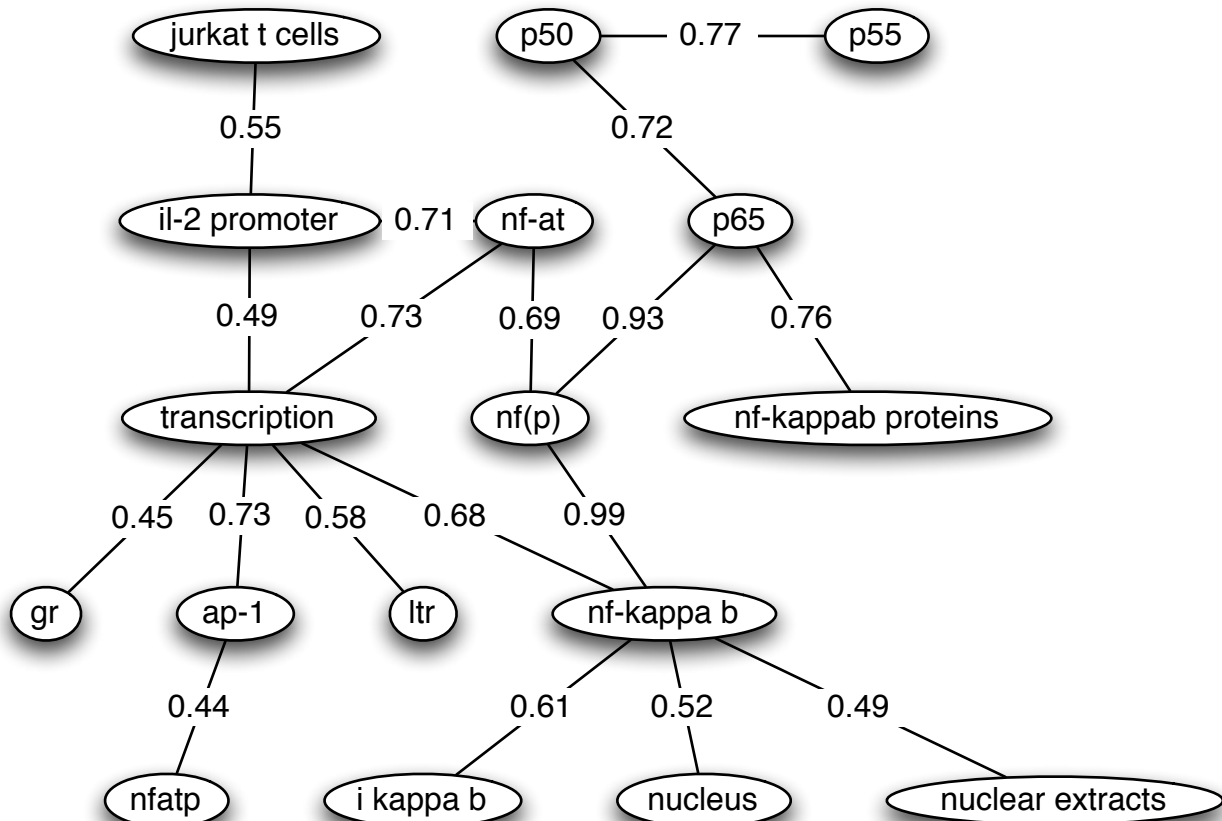 jurkat t cells
p50
0.77
p55
0.55
0.72
il-2 promoter
0.71
nf-at
p65
0.49
0.73
0.69
0.93
0.76
transcription
nf(p)
nf-kappab proteins
0.45
0.73
0.58
0.68
0.99
gr
ap-1
ltr
nf-kappa b
0.44
0.61
0.52
0.49
nfatp
i kappa b
nucleus
nuclear extracts